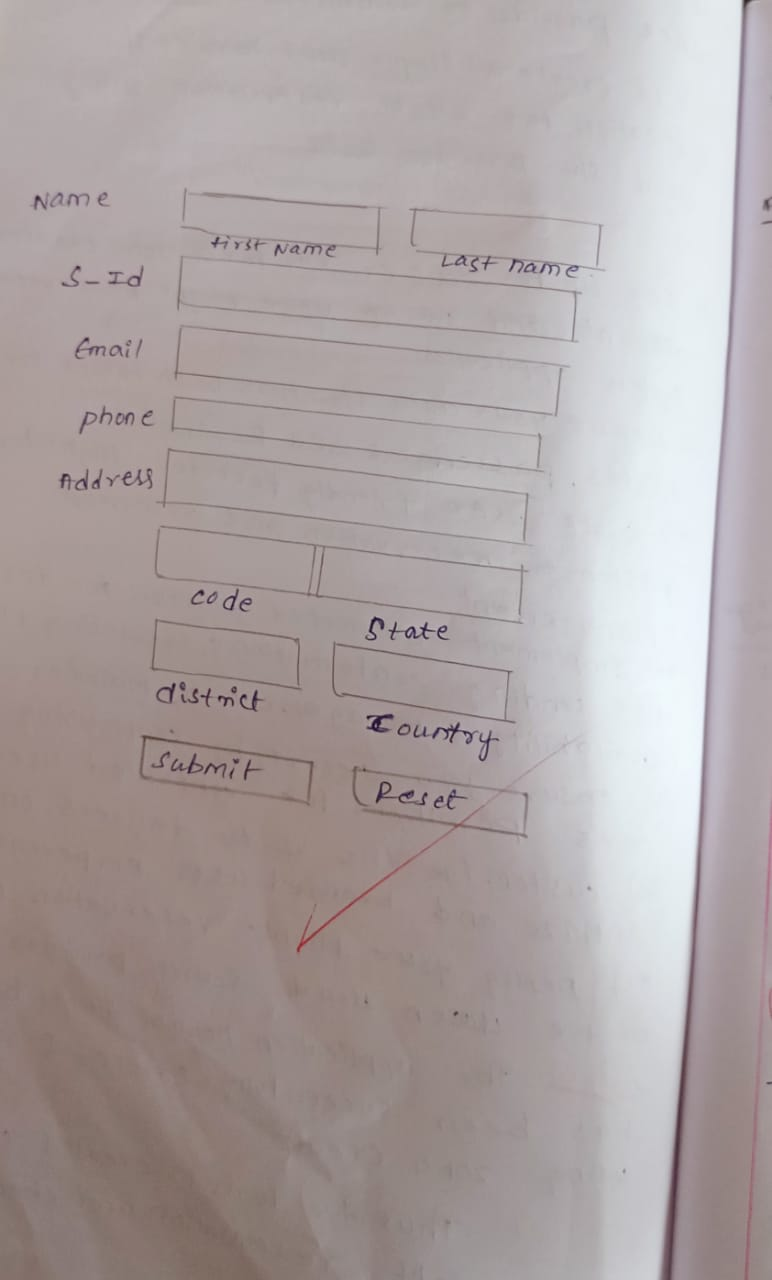 Name
First Name Last name
S-Id
Email
phone
Address
code State
district Country
Submit Reset